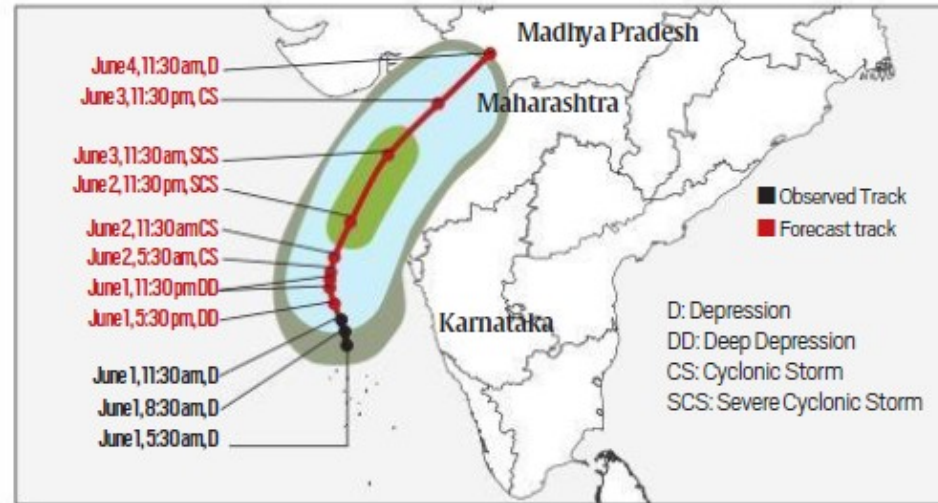 Madhya Pradesh
June 4, 11:30 am, D
June 3, 11:30 pm, CS
Maharashtra
June 3, 11:30 am, SCS
June 2, 11:30 pm, SCS
Observed Track
Forecast track
June 2, 11:30 am CS
June 2, 5:30 am, CS
June 1, 11:30 pm DD
June 1, 5:30 pm, DD
Karnataka
D: Depression
DD: Deep Depression
CS: Cyclonic Storm
SCS: Severe Cyclonic Storm
June 1, 11:30 am, D
June 1, 8:30 am, D
June 1, 5:30 am, D